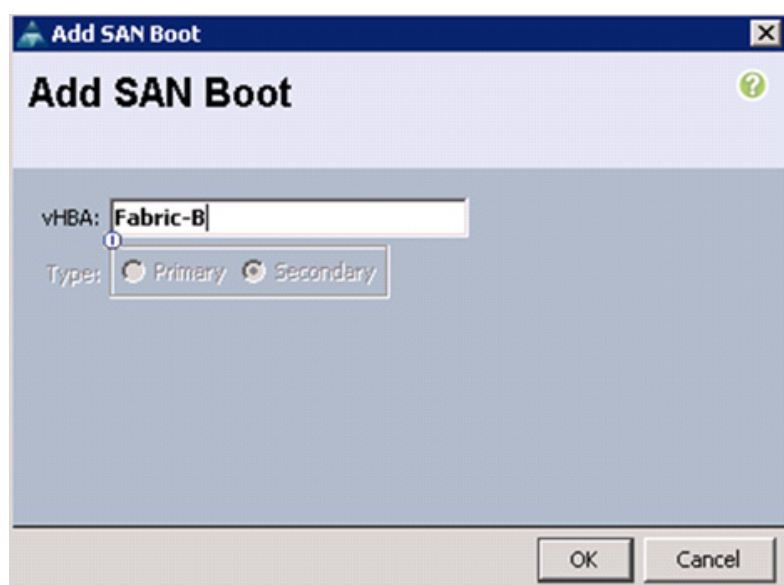 Add SAN Boot
Add SAN Boot
vHBA: Fabric-B
Type: Primary Secondary
OK Cancel